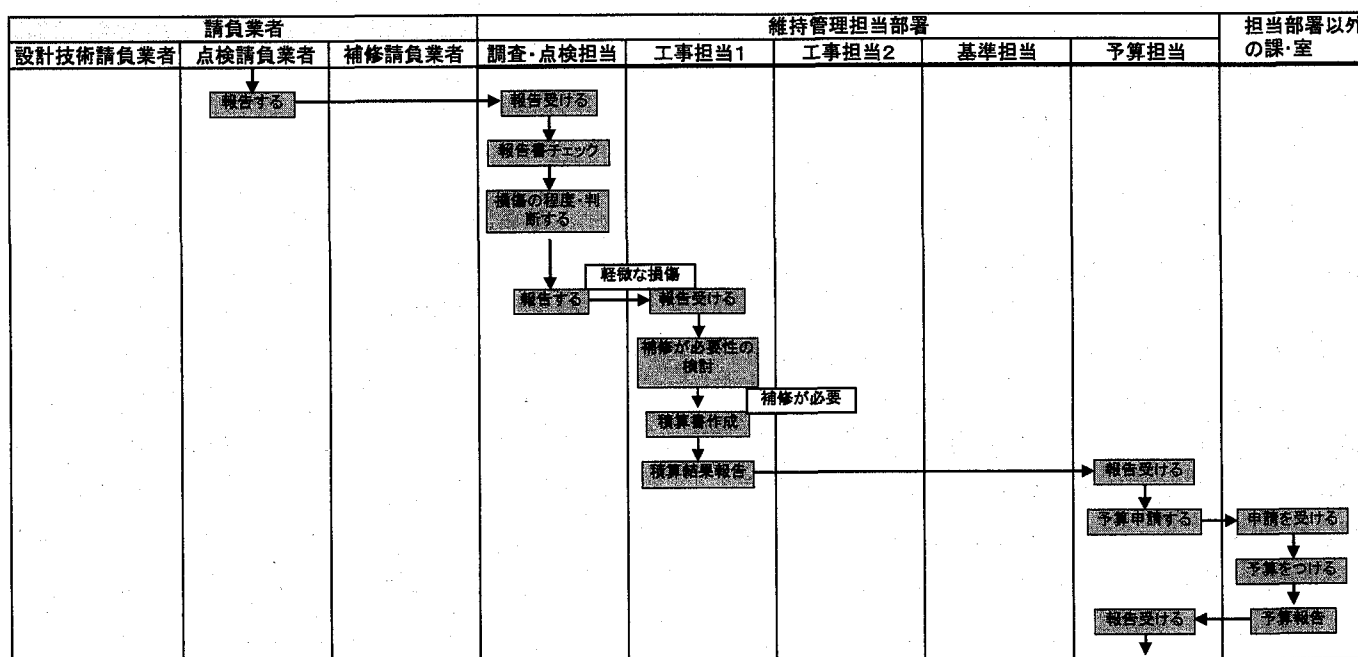 請負業者
維持管理担当部署
担当部署以外
の課・室
設計技術請負業者
点検請負業者
補修請負業者
調査・点検担当
工事担当1
工事担当2
基準担当
予算担当
報告する
報告受ける
報告書チェック
損傷の程度・判
断する
軽微な損傷
報告する
報告受ける
補修が必要性の
検討
補修が必要
積算書作成
積算結果報告
報告受ける
予算申請する
申請を受ける
予算をつける
報告受ける
予算報告